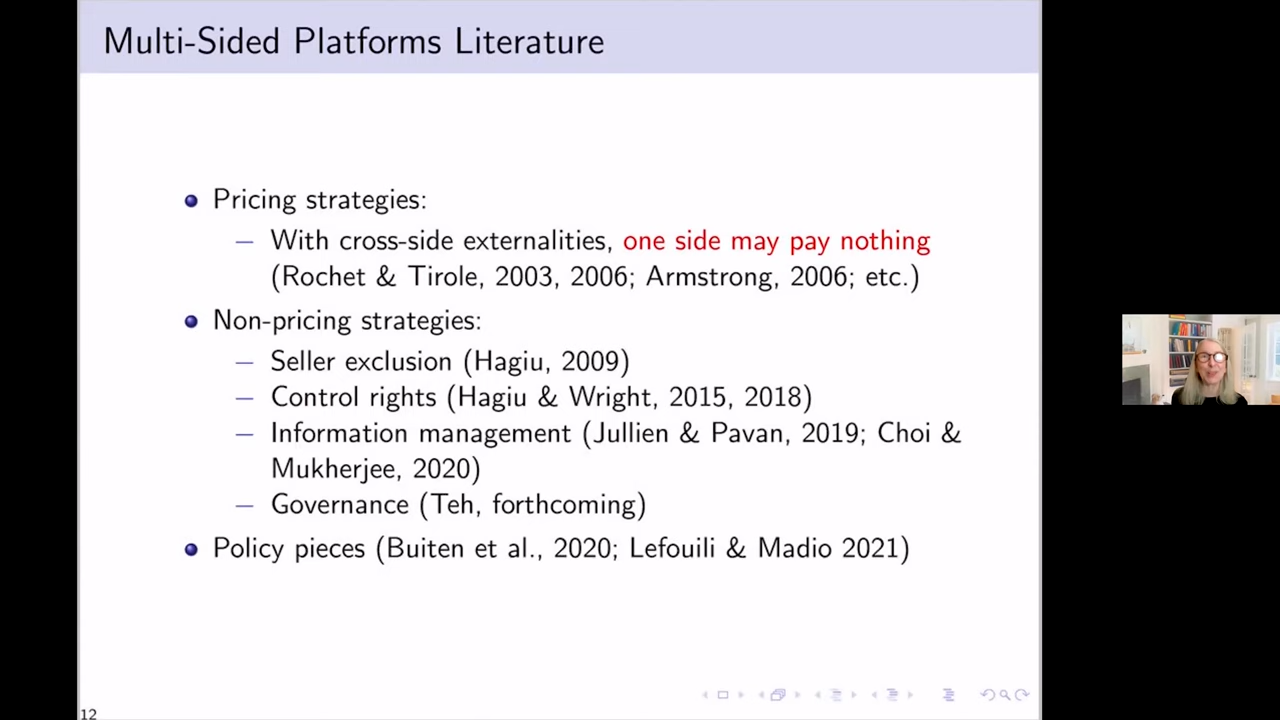 Multi-Sided Platforms Literature
Pricing strategies:
— With cross-side externalities, one side may pay nothing
(Rochet & Tirole, 2003, 2006; Armstrong, 2006; etc.)
Non-pricing strategies:
— Seller exclusion (Hagiu, 2009)
— Control rights (Hagiu & Wright, 2015, 2018)
— Information management (Jullien & Pavan, 2019; Choi &
Mukherjee, 2020)
— Governance (Teh, forthcoming)
Policy pieces (Buiten et al., 2020; Lefouili & Madio 2021)
12